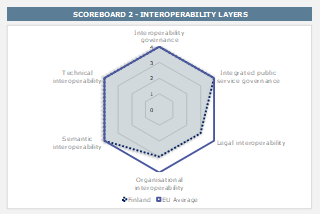 SCOREBOARD 2 - INTEROPERABILITY LAYERS
Interoperability
governance
4
3
2
1
0
Technical
interoperability
Integrated public
service governance
Semantic
interoperability
Legal interoperability
Organisational
interoperability
Finland
EU Average